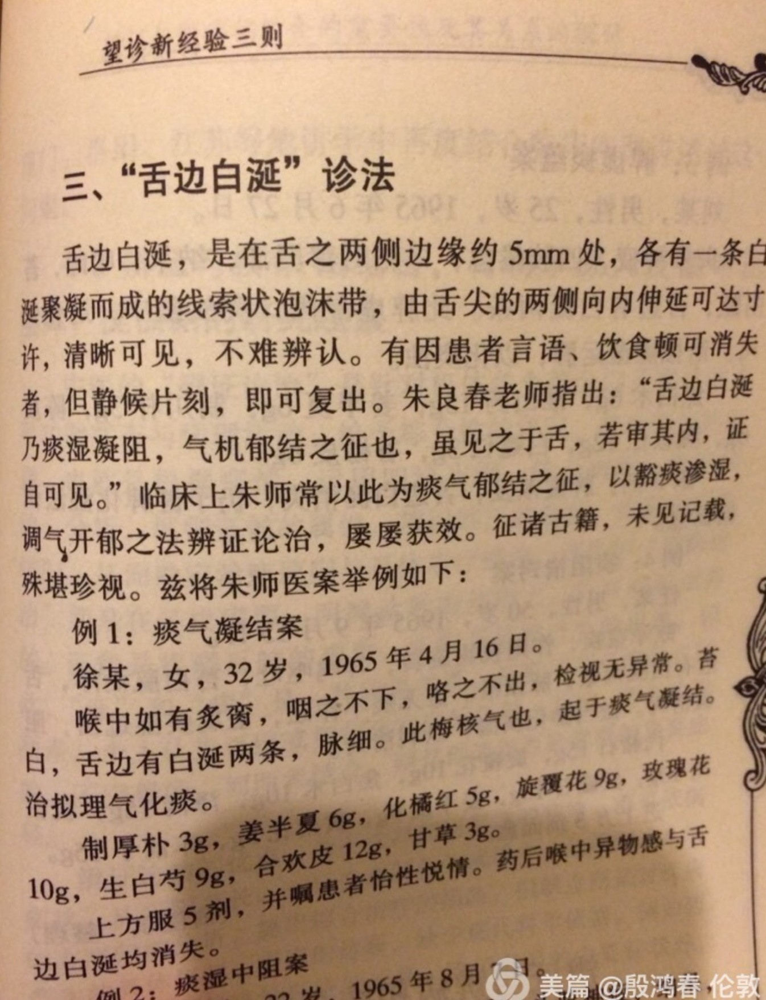 望诊新经验三则
三、“舌边白涎”诊法
舌边白涎，是在舌之两侧边缘约 5mm 处，各有一条白
涎聚凝而成的线索状泡沫带，由舌尖的两侧向内伸延可达寸
许，清晰可见，不难辨认。有因患者言语、饮食顿可消失
者，但静候片刻，即可复出。朱良春老师指出：“舌边白涎
乃痰湿凝阻，气机郁结之征也，虽见之于舌，若审其内，证
自可见。”临床上朱师常以此为痰气郁结之征，以豁痰渗湿，
调气开郁之法辨证论治，屡屡获效。征诸古籍，未见记载，
殊堪珍视。兹将朱师医案举例如下：
例 1：痰气凝结案
徐某，女，32 岁，1965 年 4 月 16 日。
喉中如有炙脔，咽之不下，咯之不出，检视无异常。苔
白，舌边有白涎两条，脉细。此梅核气也，起于痰气凝结。
治拟理气化痰。
制厚朴 3g，姜半夏 6g，化橘红 5g，旋覆花 9g，玫瑰花
10g，生白芍 9g，合欢皮 12g，甘草 3g。
上方服 5 剂，并嘱患者怡性悦情。药后喉中异物感与舌
边白涎均消失。
例 2：痰湿中阻案
岁，1965 年 8 月 日。
美篇 @殷鸿春 伦敦